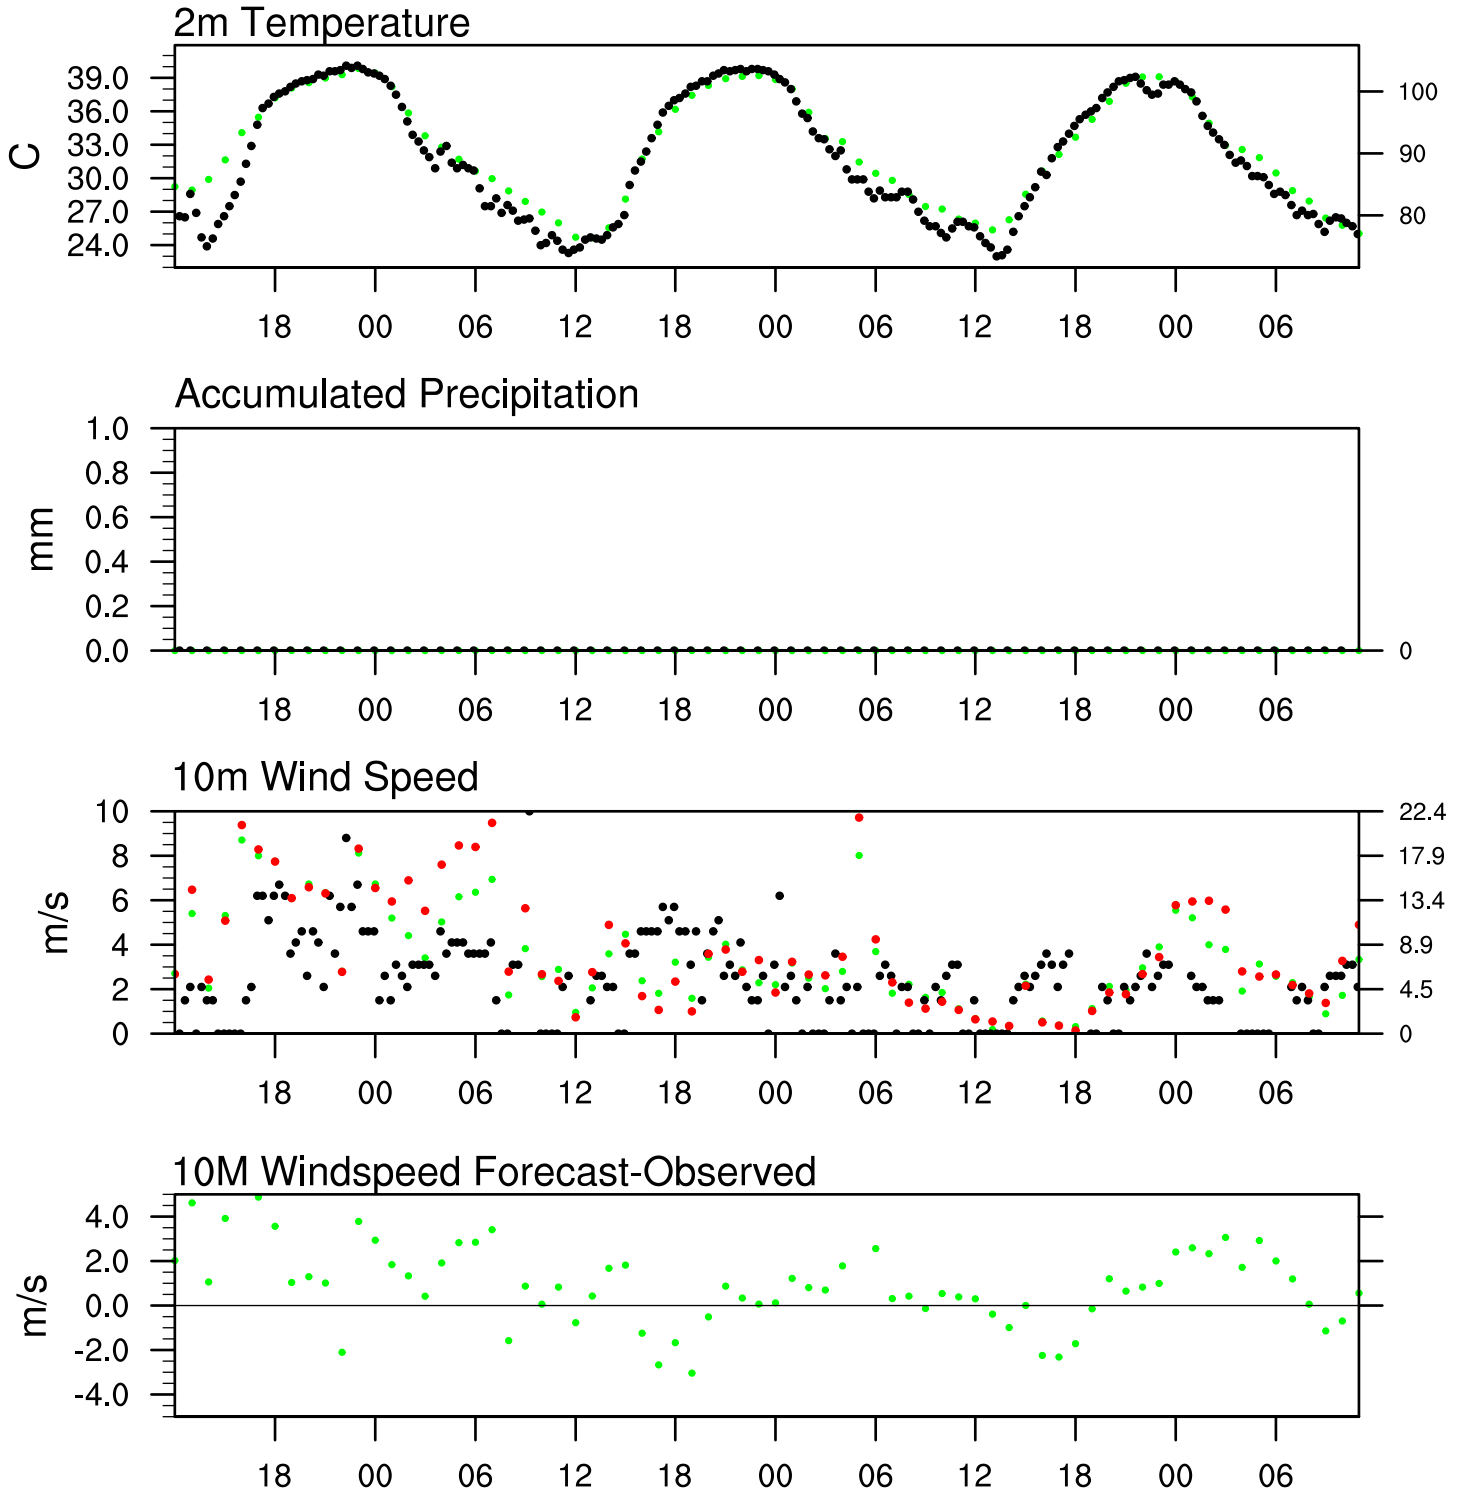 2m Temperature
39.0
36.0
33.0
30.0
27.0
24.0
C
100
90
80
18 00 06 12 18 00 06 12 18 00 06
Accumulated Precipitation
1.0
0.8
0.6
0.4
0.2
0.0
mm
0
18 00 06 12 18 00 06 12 18 00 06
10m Wind Speed
10
8
6
4
2
0
m/s
22.4
17.9
13.4
8.9
4.5
0
18 00 06 12 18 00 06 12 18 00 06
10M Windspeed Forecast-Observed
4.0
2.0
0.0
-2.0
-4.0
m/s
18 00 06 12 18 00 06 12 18 00 06